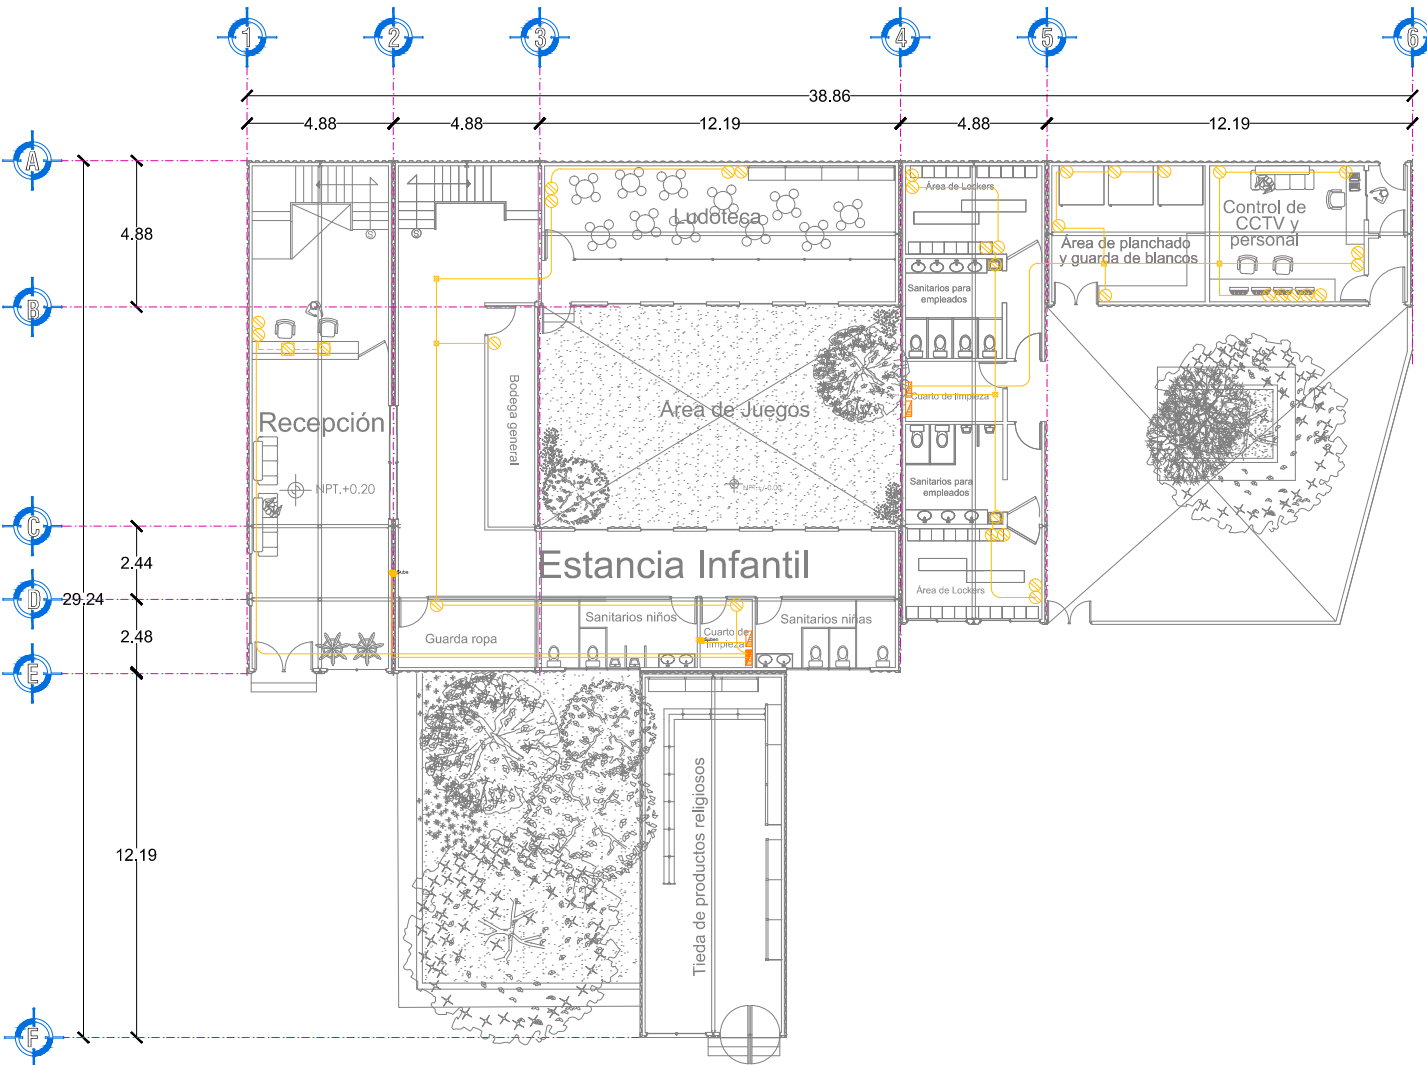 1 2 3 4 5 6
38.86
4.88 4.88 12.19 4.88 12.19
A
B
C
D
E
F
4.88
2.44
29.24
2.48
12.19
S
S
Ludoteca
Área de Lockers
Control de
CCTV y
personal
Área de planchado
y guarda de blancos
Sanitarios para
empleados
Recepción
NPT.+0.20
Bodega general
Área de Juegos
Cuarto de limpieza
Sanitarios para
empleados
Estancia Infantil
Área de Lockers
Sube
Guarda ropa
Sanitarios niños
Cuarto de
limpieza
Sanitarios niñas
Tieda de productos religiosos